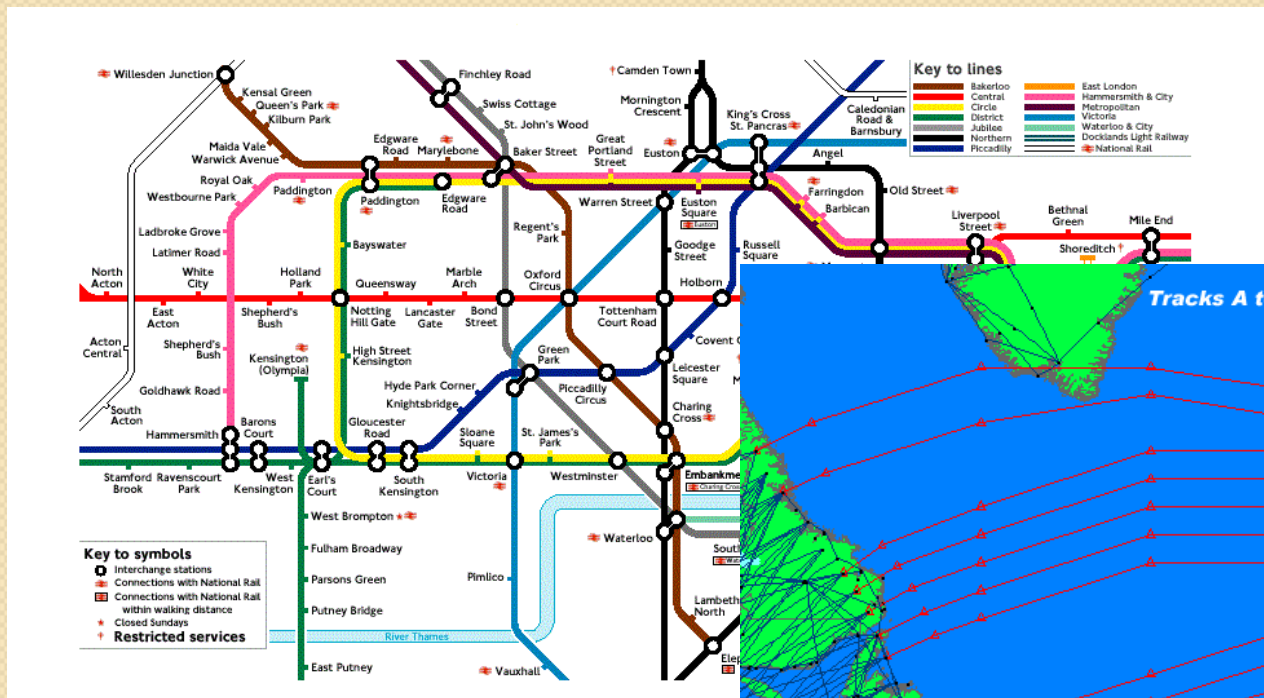 Willesden Junction
Kensal Green
Queen's Park
Kilburn Park
Maida Vale
Warwick Avenue
Royal Oak
Westbourne Park
Ladbroke Grove
Latimer Road
Edgware
Road
Marylebone
Paddington
Paddington
Edgware
Road
Finchley Road
Swiss Cottage
St. John's Wood
Baker Street
Great
Portland
Street
†Camden Town
Mornington
Crescent
Euston
King's Cross
St. Pancras
Caledonian
Road &
Barnsbury
Angel
Old Street
Farringdon
Barbican
Warren Street
Euston
Square
Euston
Liverpool
Street
Bethnal
Green
Mile End
Shoreditch †
Key to lines
Bakerloo
Central
Circle
District
Jubilee
Northern
Piccadilly
East London
Hammersmith & City
Metropolitan
Victoria
Waterloo & City
Docklands Light Railway
National Rail
Bayswater
Regent's
Park
Goodge
Street
Russell
Square
North
Acton
White
City
Holland
Park
Queensway
Marble
Arch
Oxford
Circus
Holborn
East
Acton
Shepherd's
Bush
Notting
Hill Gate
Lancaster
Gate
Bond
Street
Tottenham
Court Road
Acton
Central
Shepherd's
Bush
Kensington
(Olympia)
High Street
Kensington
Green
Park
Covent
Leicester
Square
Goldhawk Road
Hyde Park Corner
Knightsbridge
Piccadilly
Circus
Charing
Cross
South
Acton
Hammersmith
Barons
Court
Gloucester
Road
Sloane
Square
St. James's
Park
Stamford
Brook
Ravenscourt
Park
West
Kensington
Earl's
Court
South
Kensington
Victoria
Westminster
Embankme
Charing Cross
West Brompton
Waterloo
South
Fulham Broadway
Parsons Green
Putney Bridge
East Putney
Pimlico
Vauxhall
Lambeth
North
Elep
River Thames
Key to symbols
Interchange stations
Connections with National Rail
Connections with National Rail
within walking distance
Closed Sundays
† Restricted services
Tracks A t